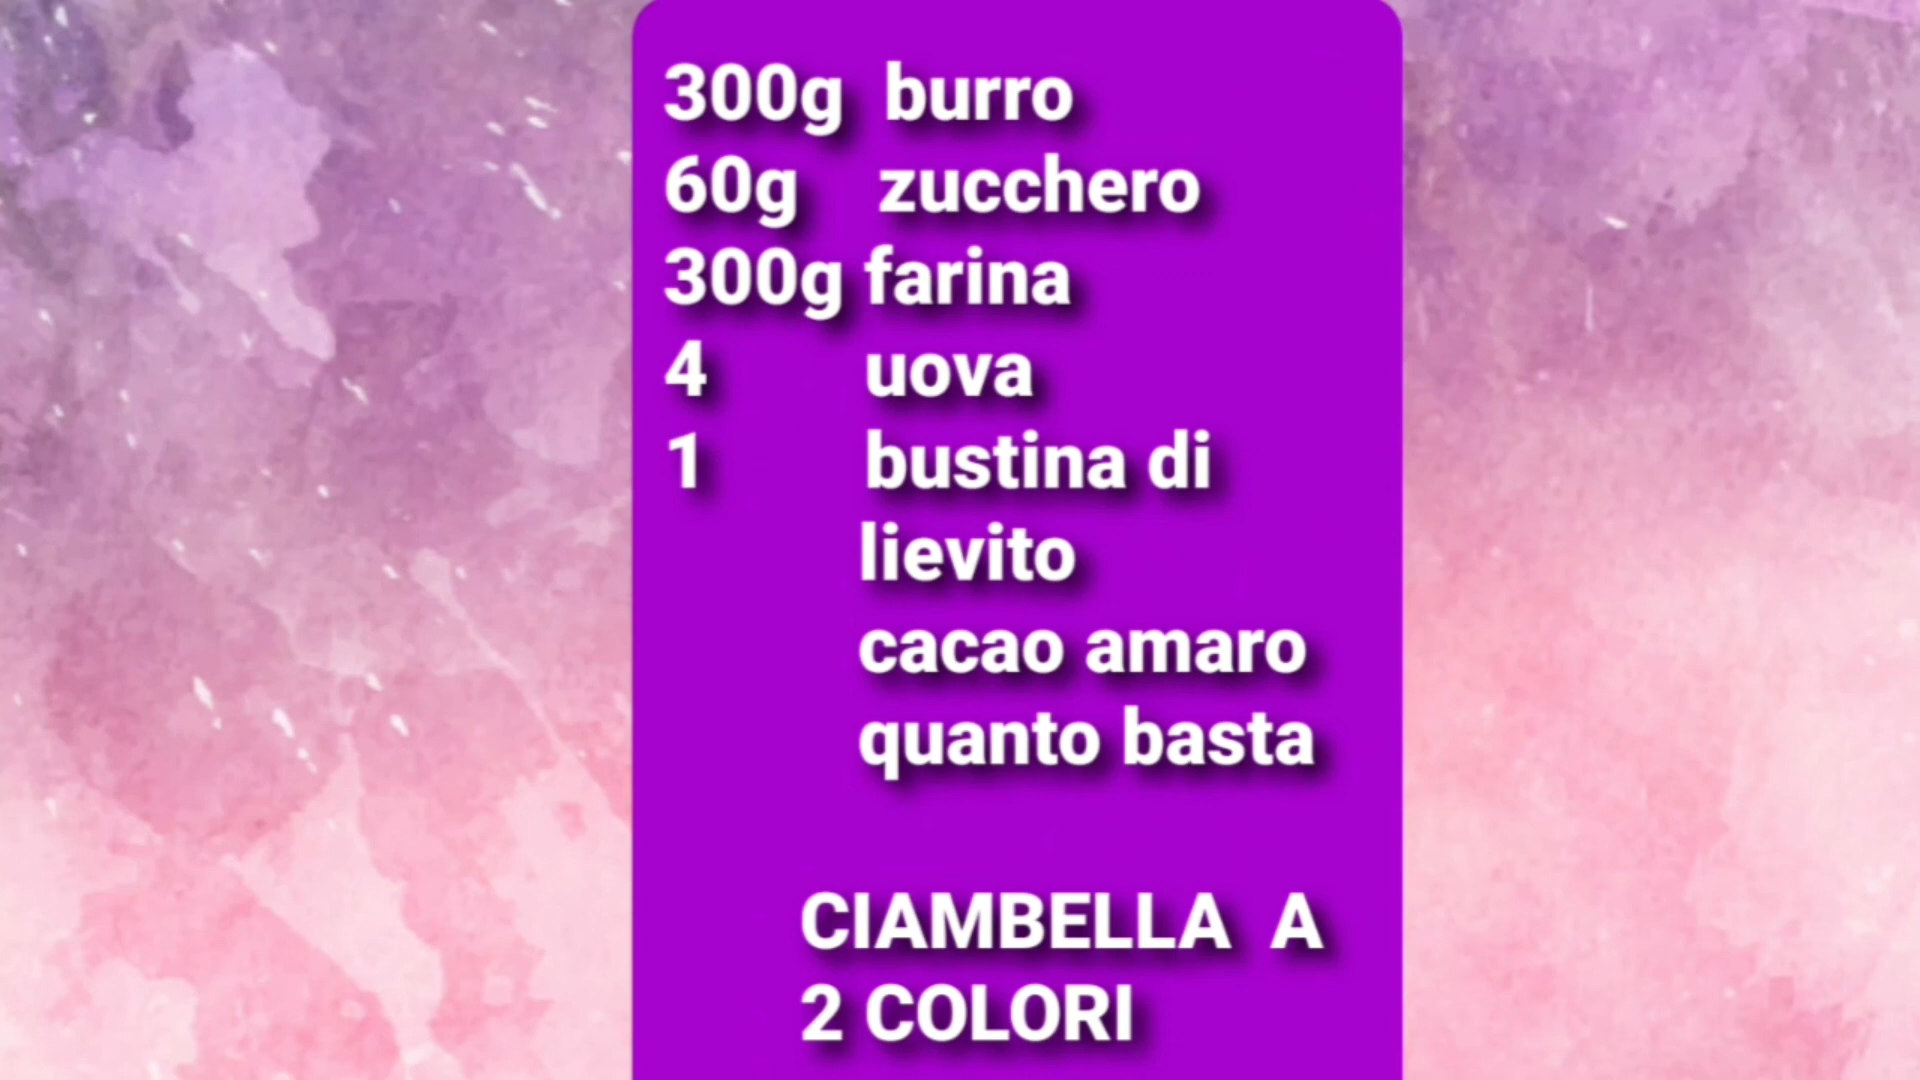 300g burro
60g zucchero
300g farina
4 uova
1 bustina di
lievito
cacao amaro
quanto basta
CIAMBELLA A
2 COLORI